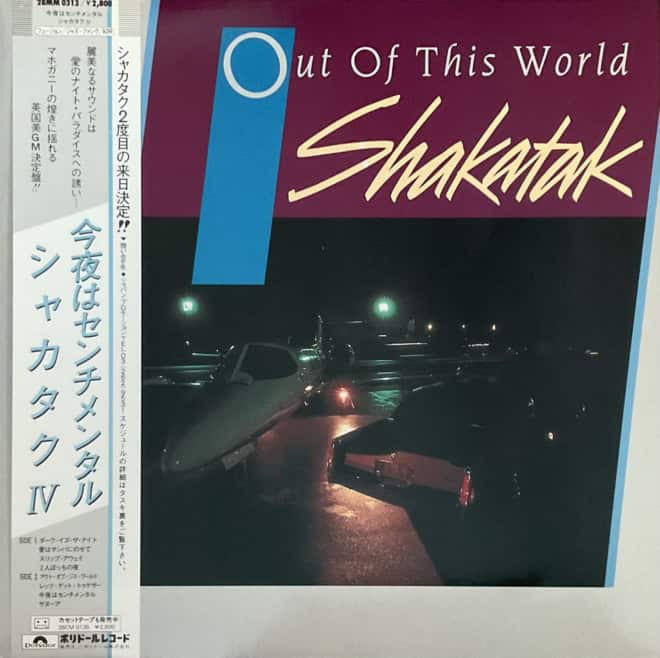 28MM 0313/¥2,800
今夜はセンチメンタル
シャカタクⅣ
麗美なるサウンドは
愛のナイト・パラダイスへの誘い…
マホガニーの煌きに揺れる
英国美GM決定盤!!
今夜はセンチメンタル
シャカタク Ⅳ
シャカタク2度目の来日決定!!
スケジュールの詳細はタスキ裏をご覧下さい。
SIDE 1 ダーク・イズ・ザ・ナイト
愛はサンバにのせて
スリップ・アウェイ
2人ぼっちの夜
SIDE 2 アウト・オブ・ジス・ワールド
レッツ・ゲット・トゥゲザー
今夜はセンチメンタル
サヌーア
カセットテープも発売中
28CM 0135 ¥2,800
Polydor ポリドールレコード
Out Of This World
Shakatak